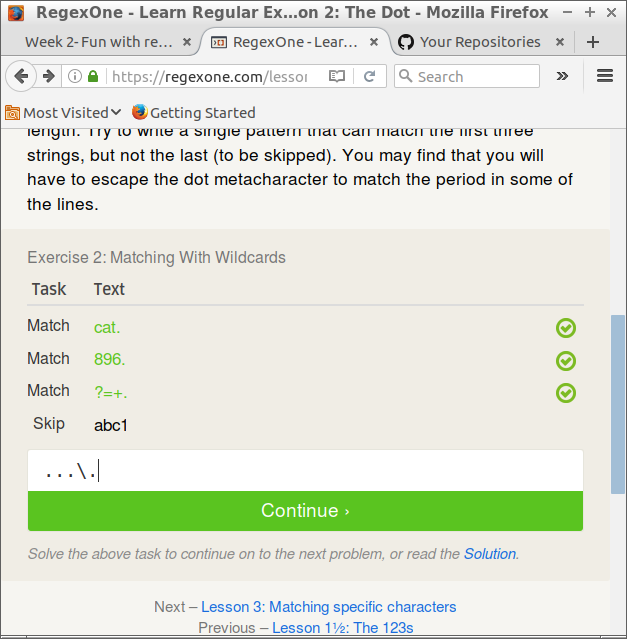 RegexOne - Learn Regular Ex...on 2: The Dot - Mozilla Firefox
Week 2- Fun with re... × RegexOne - Lear... × Your Repositories × +
https://regexone.com/lessor Search »
Most Visited Getting Started
length. Try to write a single pattern that can match the first three
strings, but not the last (to be skipped). You may find that you will
have to escape the dot metacharacter to match the period in some of
the lines.
Exercise 2: Matching With Wildcards
Task Text
Match cat.
Match 896.
Match ?=+.
Skip abc1
...\.
Continue ›
Solve the above task to continue on to the next problem, or read the Solution.
Next – Lesson 3: Matching specific characters
Previous – Lesson 1½: The 123s